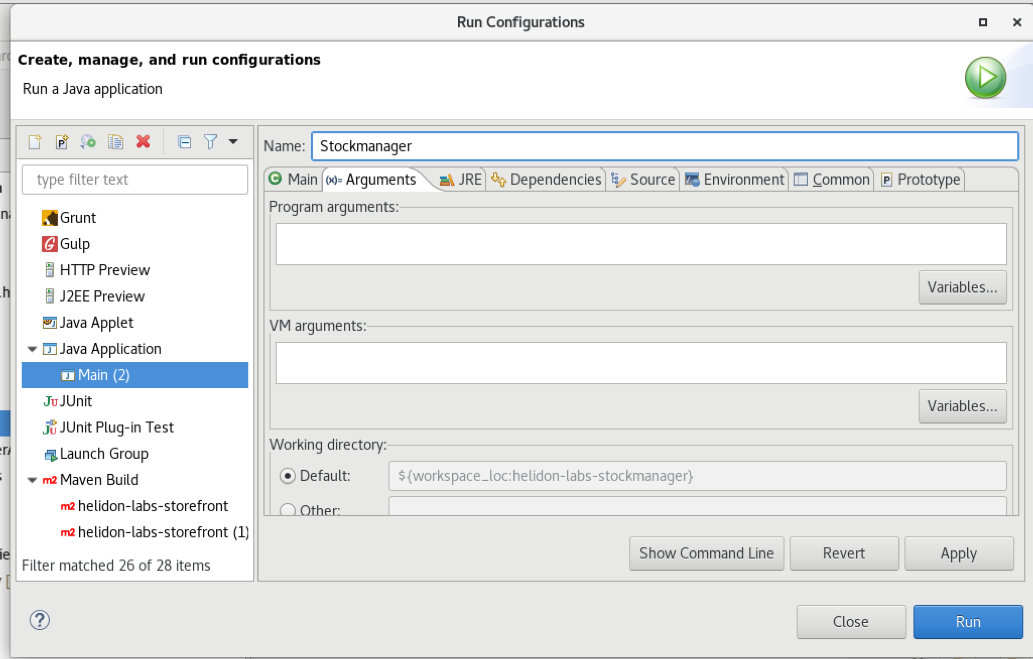 Run Configurations
Create, manage, and run configurations
Run a Java application
Name: Stockmanager
type filter text
Main (x)= Arguments JRE Dependencies Source Environment Common Prototype
Program arguments:
Grunt
Gulp
HTTP Preview
J2EE Preview
Variables...
Java Applet
VM arguments:
Java Application
Main (2)
JUnit
Variables...
JUnit Plug-in Test
Working directory:
Launch Group
Default: ${workspace_loc:helidon-labs-stockmanager}
Maven Build
helidon-labs-storefront
Other:
helidon-labs-storefront (1)
Filter matched 26 of 28 items
Show Command Line Revert Apply
Close Run